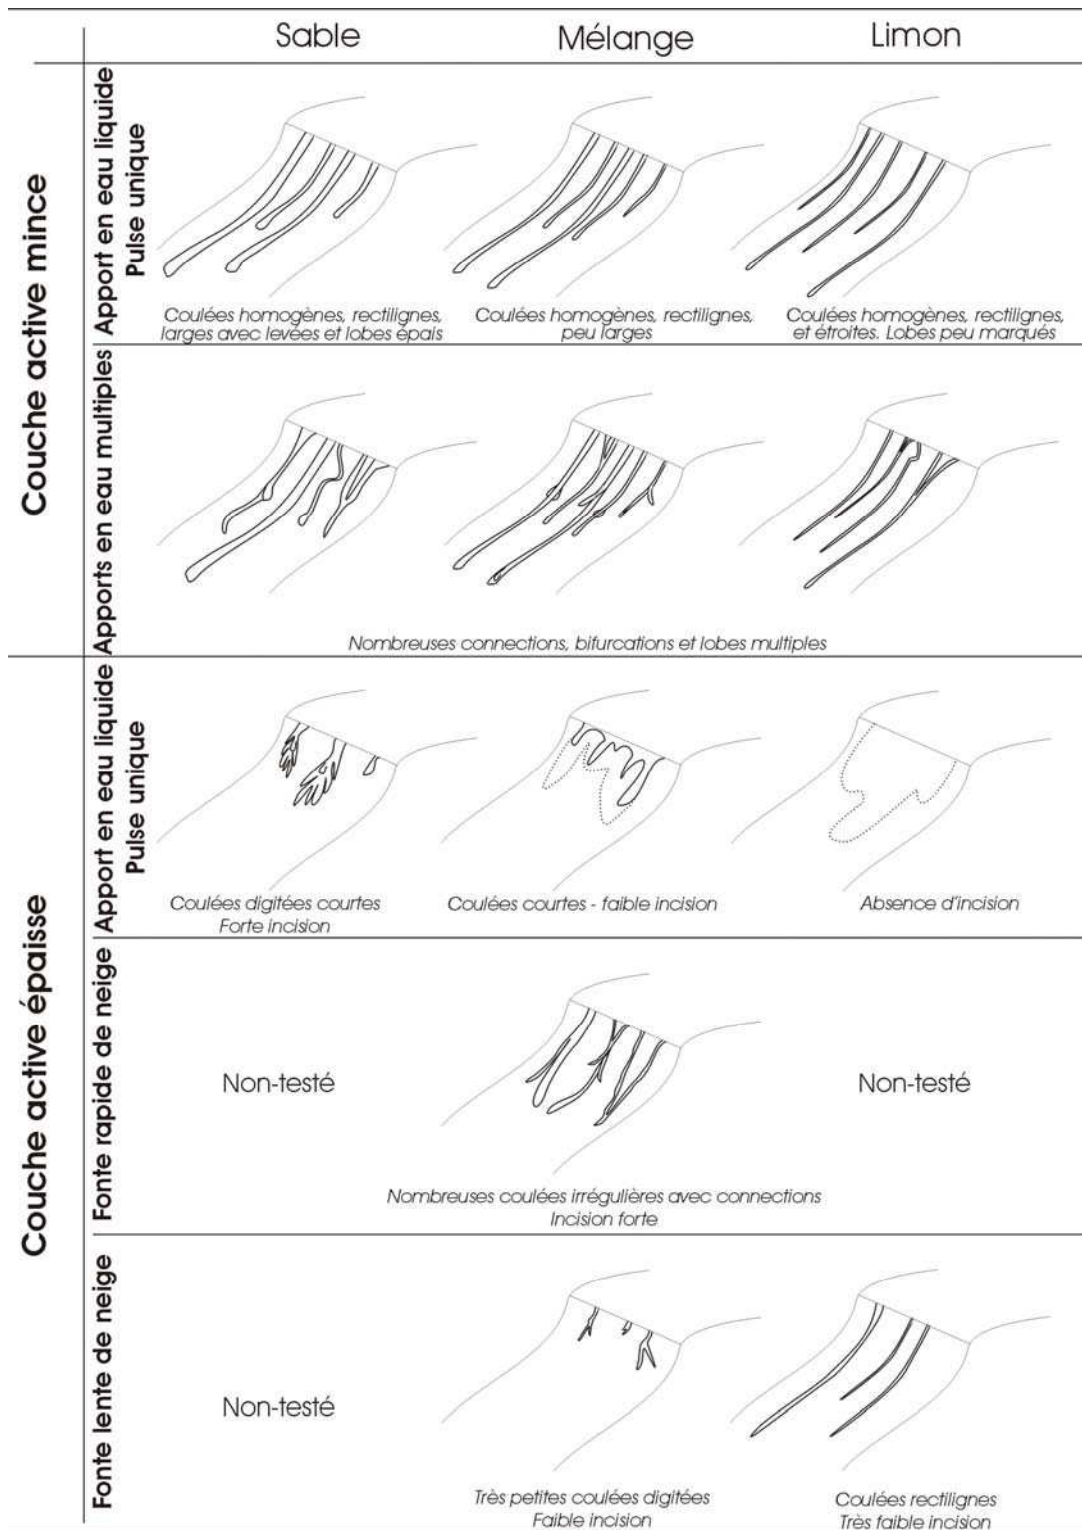 Sable
Mélange
Limon
Couche active mince
Apport en eau liquide
Pulse unique
Coulées homogènes, rectilignes,
larges avec levées et lobes épais
Coulées homogènes, rectilignes,
peu larges
Coulées homogènes, rectilignes,
et étroites. Lobes peu marqués
Apports en eau multiples
Nombreuses connections, bifurcations et lobes multiples
Couche active épaisse
Apport en eau liquide
Pulse unique
Coulées digitées courtes
Forte incision
Coulées courtes - faible incision
Absence d'incision
Fonte rapide de neige
Non-testé
Non-testé
Nombreuses coulées irrégulières avec connections
Incision forte
Fonte lente de neige
Non-testé
Très petites coulées digitées
Faible incision
Coulées rectilignes
Très faible incision